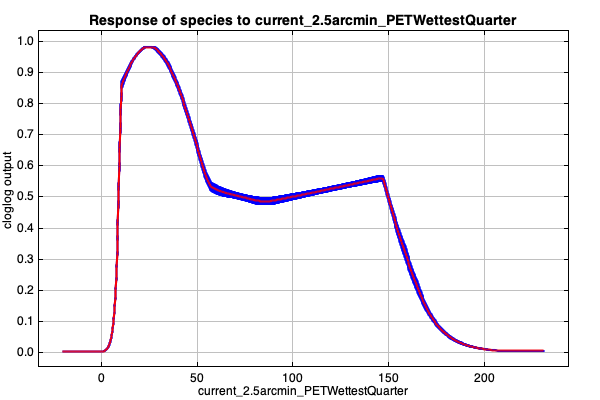 Response of species to current_2.5arcmin_PETWettestQuarter
1.0
0.9
0.8
0.7
0.6
0.5
0.4
0.3
0.2
0.1
0.0
cloglog output
0 50 100 150 200
current_2.5arcmin_PETWettestQuarter